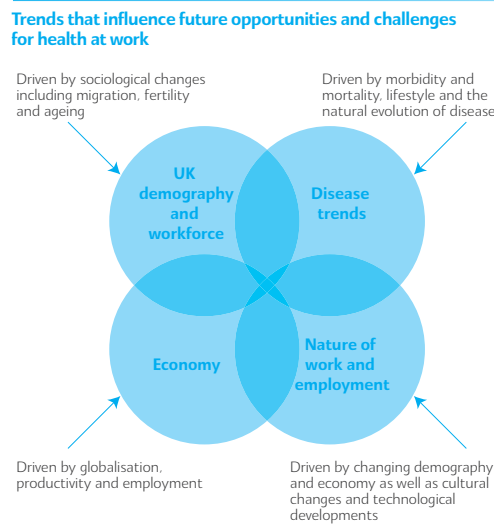 Trends that influence future opportunities and challenges
for health at work
Driven by sociological changes
including migration, fertility
and ageing
Driven by morbidity and
mortality, lifestyle and the
natural evolution of disease
UK
demography
and
workforce
Disease
trends
Economy
Nature of
work and
employment
Driven by globalisation,
productivity and employment
Driven by changing demography
and economy as well as cultural
changes and technological
developments